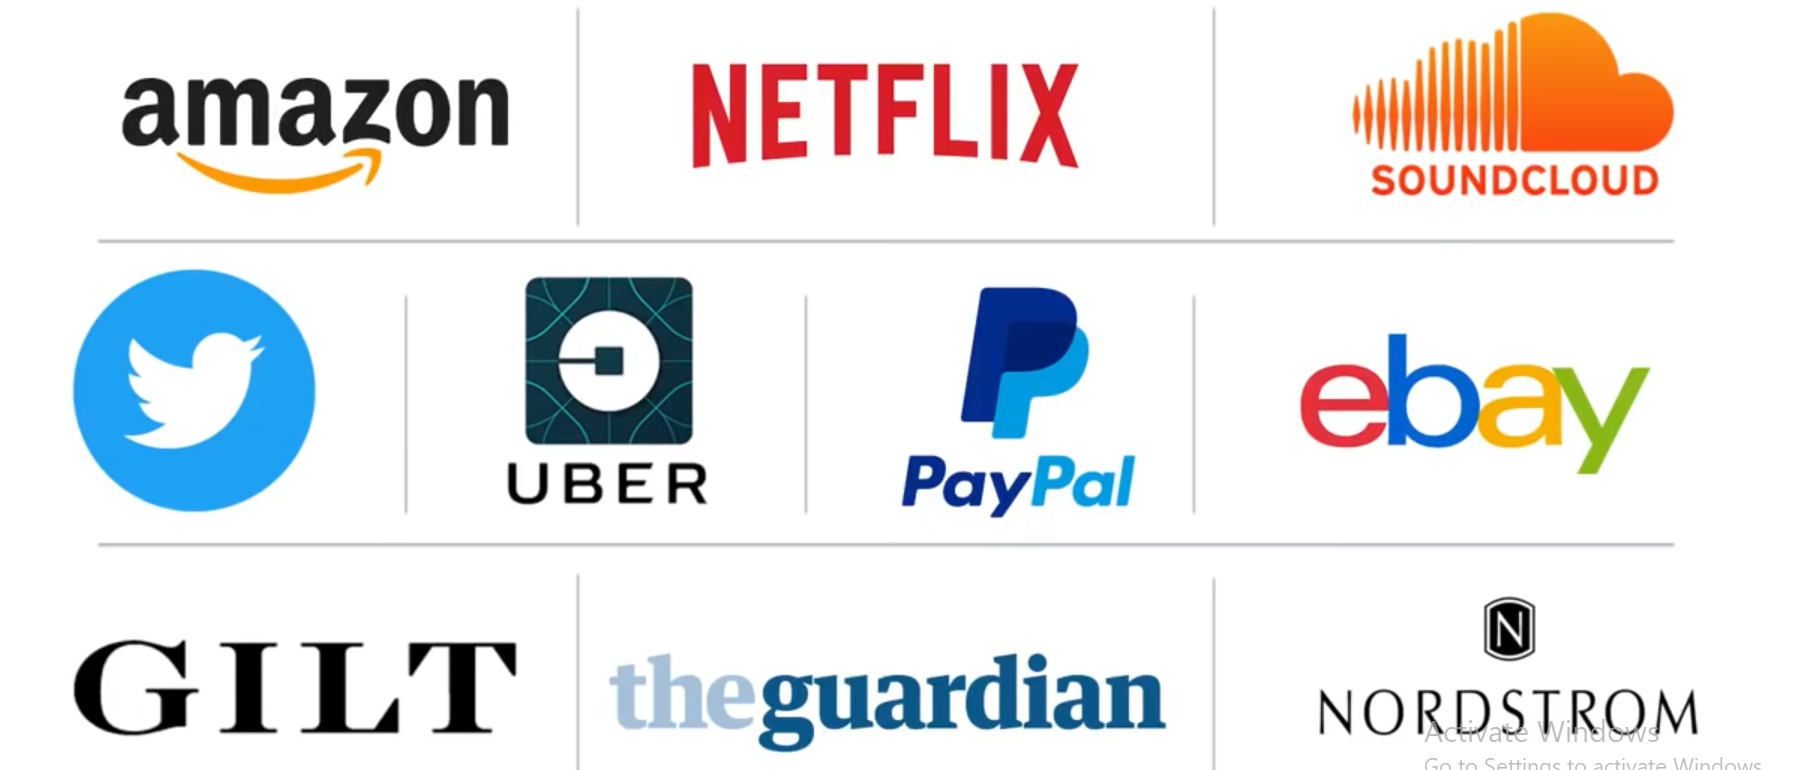 amazon
NETFLIX
SOUNDCLOUD
UBER
PayPal
ebay
GILT
theguardian
N
NORDSTROM
Activate Windows
Go to Settings to activate Windows